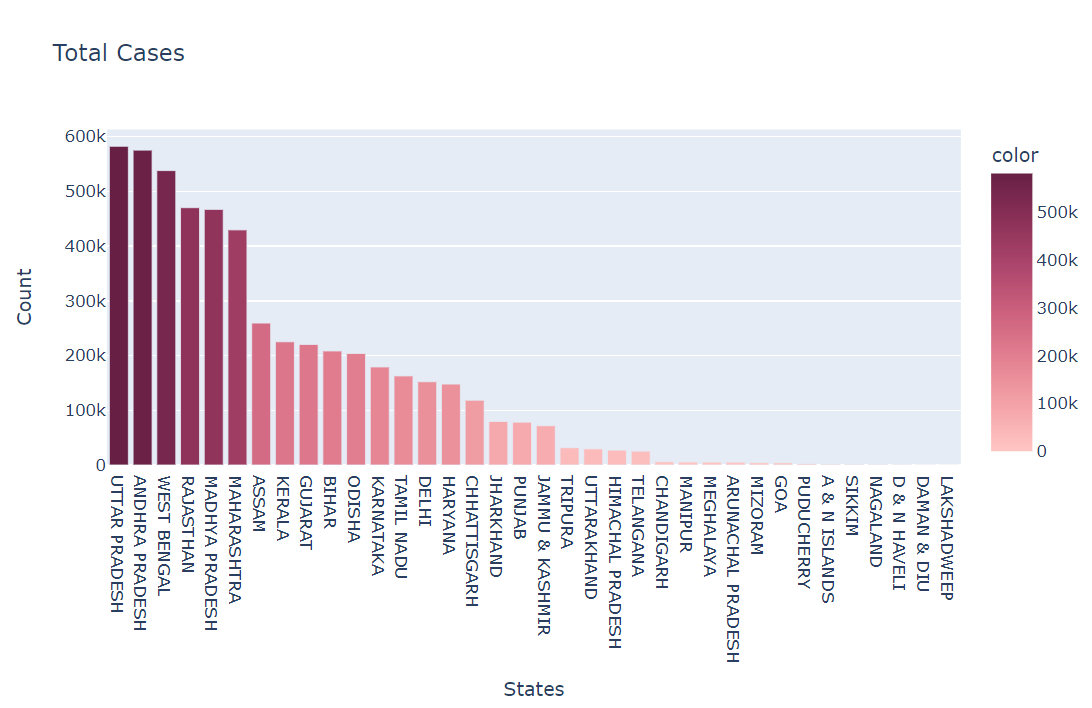 Total Cases
600k
500k
400k
300k
200k
100k
0
Count
UTTAR PRADESH
ANDHRA PRADESH
WEST BENGAL
RAJASTHAN
MADHYA PRADESH
MAHARASHTRA
ASSAM
KERALA
GUJARAT
BIHAR
ODISHA
KARNATAKA
TAMIL NADU
DELHI
HARYANA
CHHATTISGARH
JHARKHAND
PUNJAB
JAMMU & KASHMIR
TRIPURA
UTTARAKHAND
HIMACHAL PRADESH
TELANGANA
CHANDIGARH
MANIPUR
MEGHALAYA
ARUNACHAL PRADESH
MIZORAM
GOA
PUDUCHERRY
A & N ISLANDS
SIKKIM
NAGALAND
D & N HAVELI
DAMAN & DIU
LAKSHADWEEP
States
color
500k
400k
300k
200k
100k
0